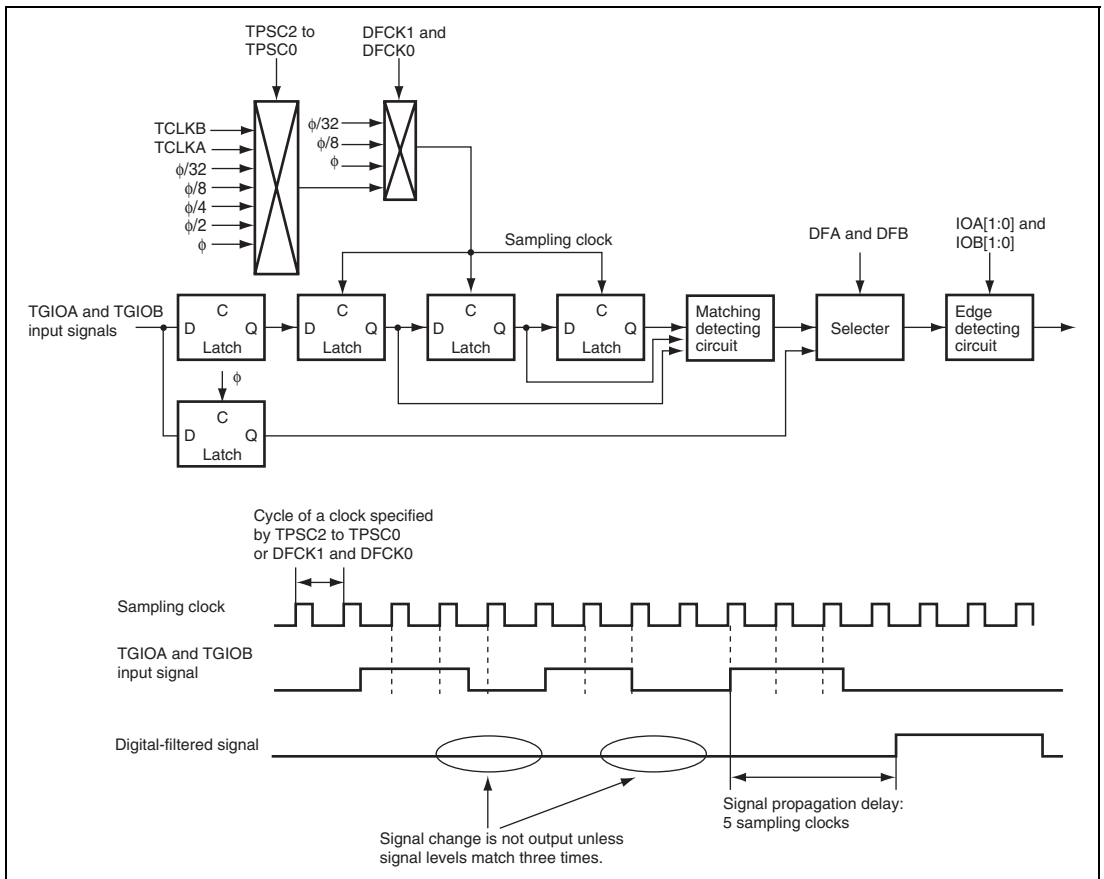 TPSC2 to
TPSC0
DFCK1 and
DFCK0
TCLKB
TCLKA
ϕ/32
ϕ/8
ϕ/4
ϕ/2
ϕ
ϕ/32
ϕ/8
ϕ
Sampling clock
DFA and DFB
IOA[1:0] and
IOB[1:0]
TGIOA and TGIOB
input signals
C
D Q
Latch
C
D Q
Latch
C
D Q
Latch
C
D Q
Latch
Matching
detecting
circuit
Selecter
Edge
detecting
circuit
ϕ
C
D Q
Latch
Cycle of a clock specified
by TPSC2 to TPSC0
or DFCK1 and DFCK0
Sampling clock
TGIOA and TGIOB
input signal
Digital-filtered signal
Signal propagation delay:
5 sampling clocks
Signal change is not output unless
signal levels match three times.